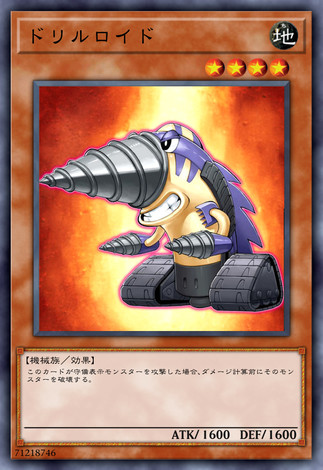 ドリルロイド
地
【機械族／効果】
このカードが守備表示モンスターを攻撃した場合、ダメージ計算前にそのモン
スターを破壊する。
ATK/ 1600 DEF/ 1600
71218746